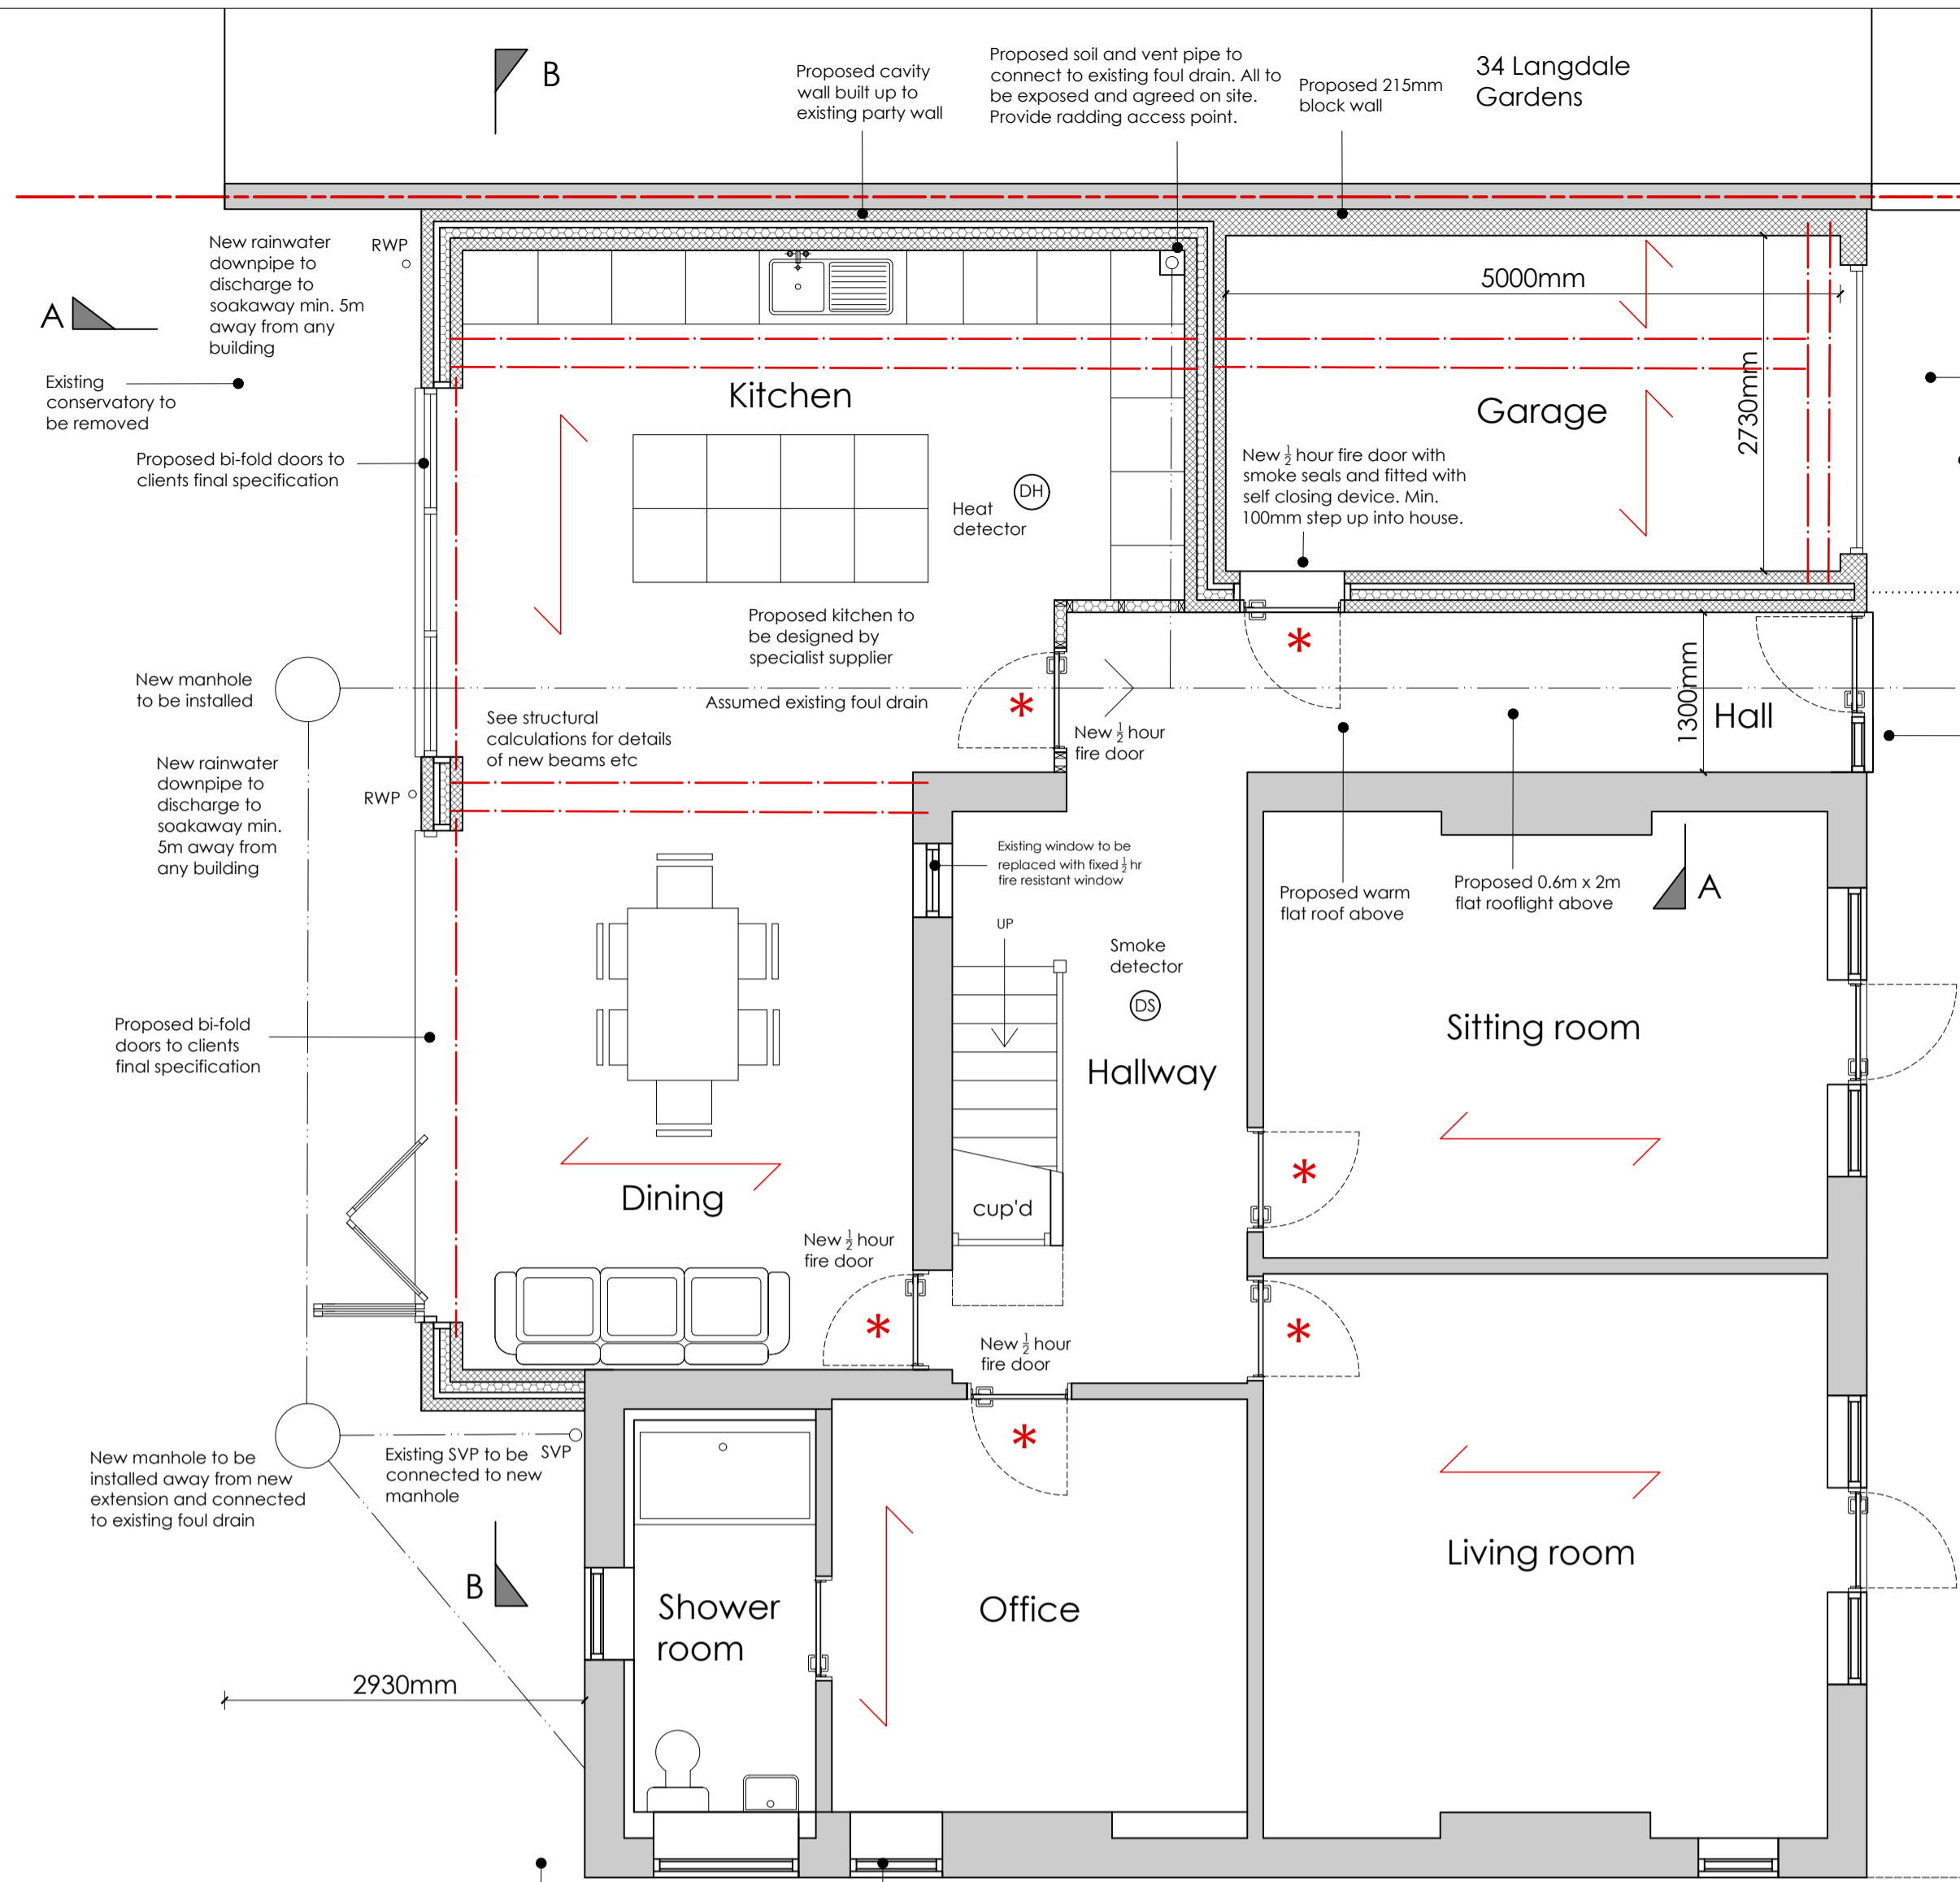 B
Proposed cavity
wall built up to
existing party wall
Proposed soil and vent pipe to
connect to existing foul drain. All to
be exposed and agreed on site.
Provide radding access point.
Proposed 215mm
block wall
34 Langdale
Gardens
New rainwater
downpipe to
discharge to
soakaway min. 5m
away from any
building
RWP
A
Existing
conservatory to
be removed
Proposed bi-fold doors to
clients final specification
Kitchen
Heat
detector
DH
5000mm
Garage
2730mm
New ½ hour fire door with
smoke seals and fitted with
self closing device. Min.
100mm step up into house.
Proposed kitchen to
be designed by
specialist supplier
*
New manhole
to be installed
Assumed existing foul drain
*
New ½ hour
fire door
1300mm
Hall
See structural
calculations for details
of new beams etc
New rainwater
downpipe to
discharge to
soakaway min.
5m away from
any building
RWP
Existing window to be
replaced with fixed ½ hr
fire resistant window
Proposed warm
flat roof above
Proposed 0.6m x 2m
flat rooflight above
A
UP
Smoke
detector
DS
Hallway
Sitting room
Proposed bi-fold
doors to clients
final specification
Dining
cup'd
*
New ½ hour
fire door
*
New ½ hour
fire door
*
*
New manhole to be
installed away from new
extension and connected
to existing foul drain
Existing SVP to be
connected to new
manhole
SVP
B
Shower
room
Office
Living room
2930mm